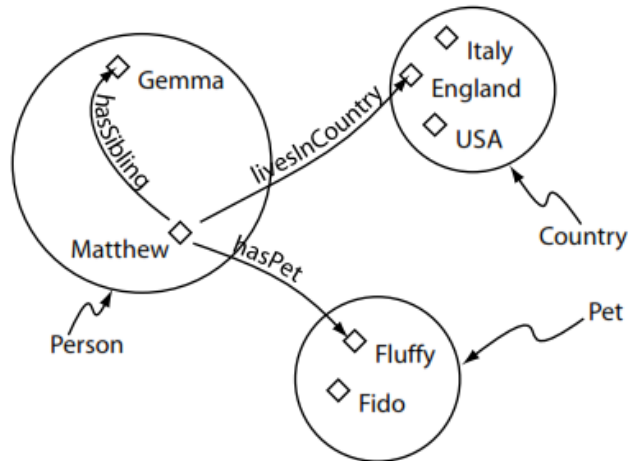 Gemma
Italy
England
USA
hasSibling
livesInCountry
Matthew
hasPet
Country
Person
Pet
Fluffy
Fido